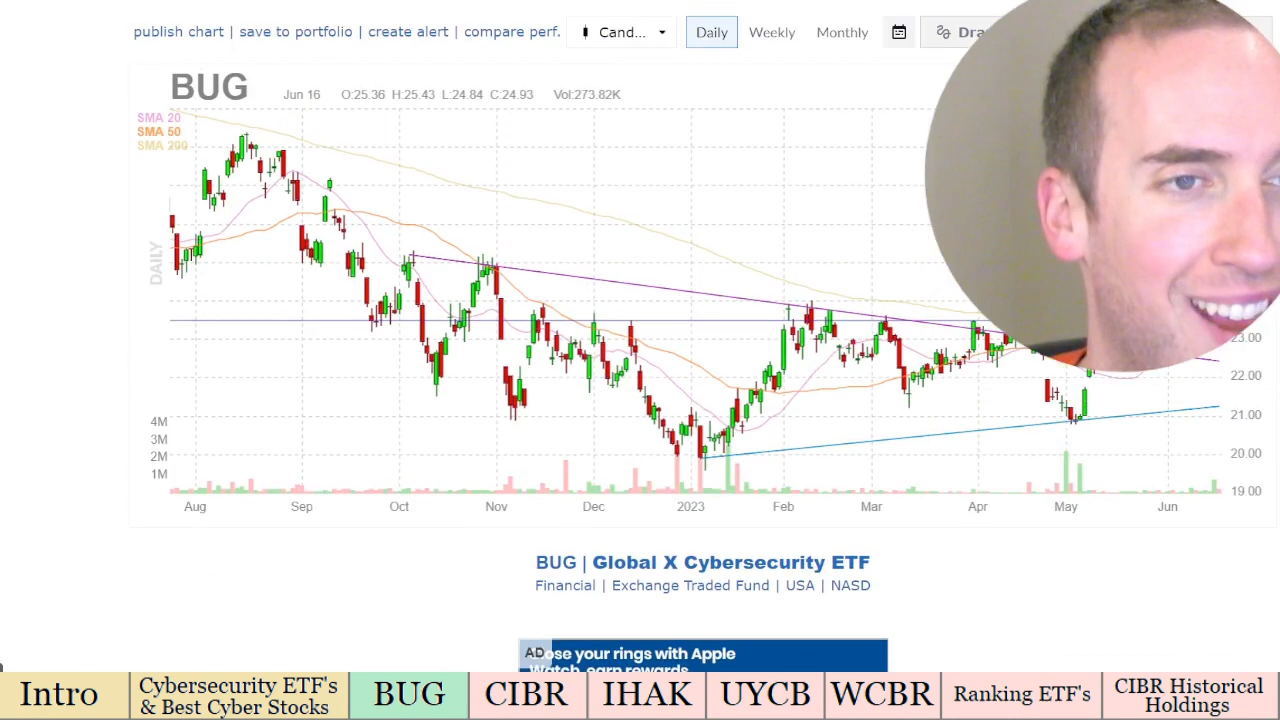 publish chart | save to portfolio | create alert | compare perf. Cand... Daily Weekly Monthly
BUG Jun 16 O:25.36 H:25.43 L:24.84 C:24.93 Vol:273.82K
SMA 20
SMA 50
SMA 200
DAILY
23.00
22.00
21.00
20.00
19.00
4M
3M
2M
1M
Aug Sep Oct Nov Dec 2023 Feb Mar Apr May Jun
BUG | Global X Cybersecurity ETF
Financial | Exchange Traded Fund | USA | NASD
AD
your rings with Apple
Watch, earn rewards
Intro
Cybersecurity ETF's
& Best Cyber Stocks
BUG
CIBR
IHAK
UYCB
WCBR
Ranking ETF's
CIBR Historical
Holdings